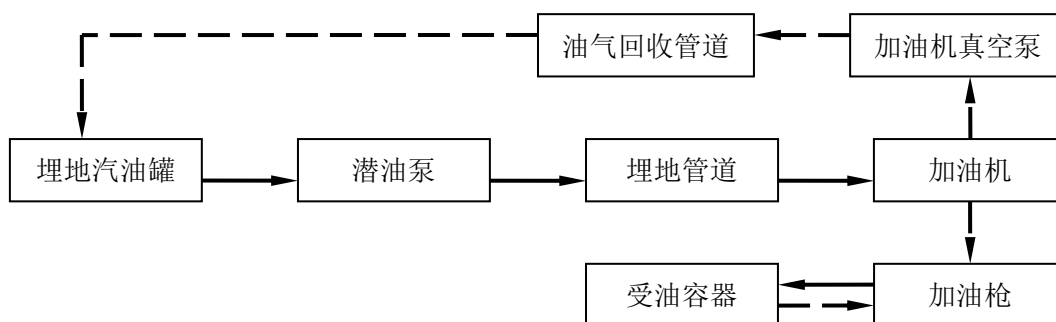 油气回收管道
加油机真空泵
埋地汽油罐
潜油泵
埋地管道
加油机
受油容器
加油枪